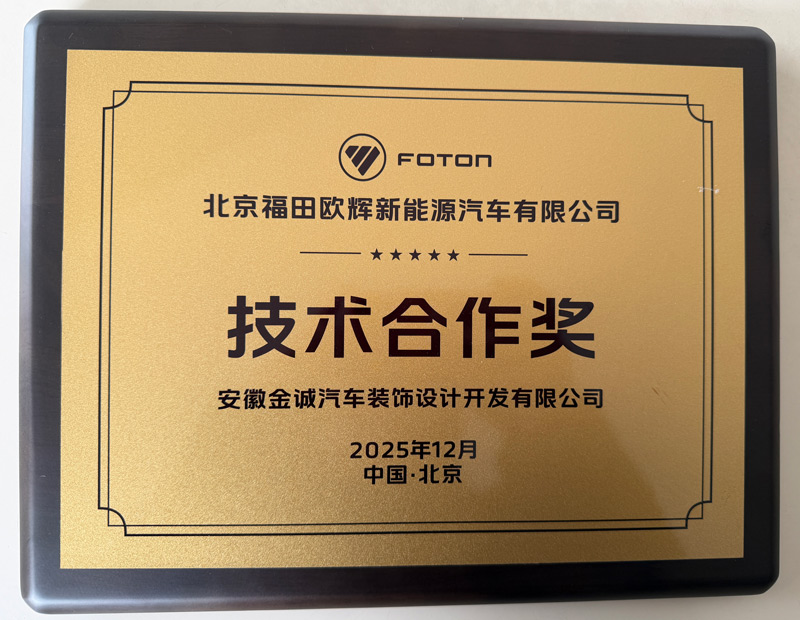 FOTON
北京福田欧辉新能源汽车有限公司
★★★★★
技术合作奖
安徽金诚汽车装饰设计开发有限公司
2025年12月
中国·北京